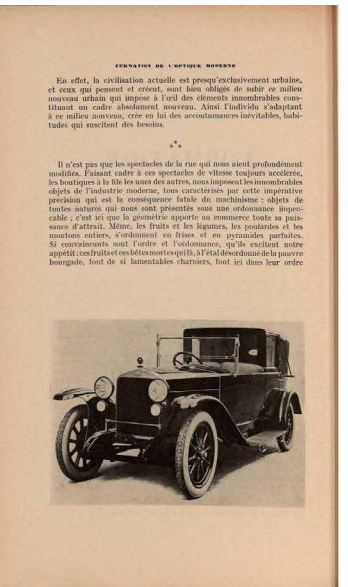 FORMATION DE L'OPTIQUE MODERNE
En effet, la civilisation actuelle est presqu'exclusivement urbaine,
et ceux qui pensent et créent, sont bien obligés de subir ce milieu
nouveau urbain qui impose à l'œil des éléments innombrables cons-
tituant un cadre absolument nouveau. Ainsi l'individu s'adaptant
à ce milieu nouveau, crée en lui des accoutumances inévitables, habi-
tudes qui suscitent des besoins.
* * *
Il n'est pas que les spectacles de la rue qui nous aient profondément
modifiés. Faisant cadre à ces spectacles de vitesse toujours accélérée,
les boutiques à la file les unes des autres, nous imposent les innombrables
objets de l'industrie moderne, tous caractérisés par cette impérative
précision qui est la conséquence fatale du machinisme : objets de
toutes natures qui nous sont présentés sous une ordonnance impec-
cable ; c'est ici que la géométrie apporte au commerce toute sa puis-
sance d'attrait. Même, les fruits et les légumes, les poulardes et les
moutons entiers, s'ordonnent en frises et en pyramides parfaites.
Si convaincants sont l'ordre et l'ordonnance, qu'ils excitent notre
appétit : ces fruits et ces bêtes mortes qui là, à l'étal désordonné de la pauvre
bourgade, font de si lamentables charniers, font ici dans leur ordre